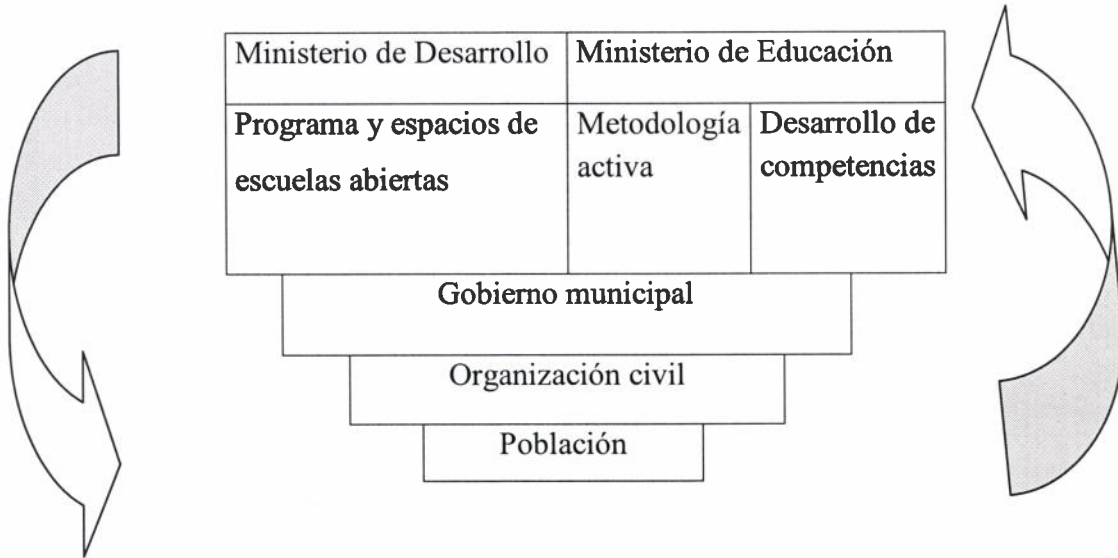 Ministerio de Desarrollo
Ministerio de Educación
Programa y espacios de
escuelas abiertas
Metodología
activa
Desarrollo de
competencias
Gobierno municipal
Organización civil
Población